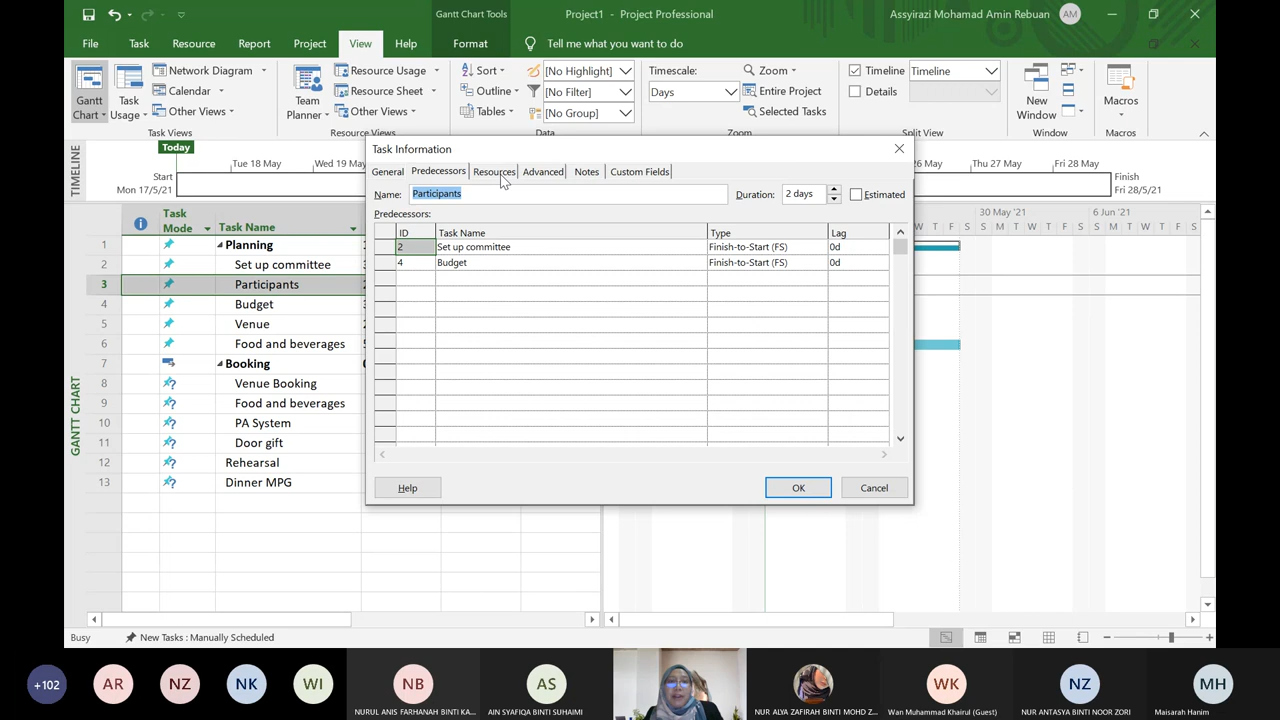 Gantt Chart Tools
Project1 - Project Professional
Assyirazi Mohamad Amin Rebuan
AM
File
Task
Resource
Report
Project
View
Help
Format
Tell me what you want to do
Gantt Chart
Task Usage
Network Diagram
Calendar
Other Views
Task Views
Team Planner
Resource Usage
Resource Sheet
Other Views
Resource Views
Sort
Outline
Tables
[No Highlight]
[No Filter]
[No Group]
Data
Timescale:
Days
Zoom
Entire Project
Selected Tasks
Zoom
Timeline
Timeline
Details
Split View
New Window
Window
Macros
Macros
TIMELINE
Today
Start
Mon 17/5/21
Tue 18 May
Wed 19 M
26 May
Thu 27 May
Fri 28 May
Finish
Fri 28/5/21
Task Information
General
Predecessors
Resources
Advanced
Notes
Custom Fields
Name:
Participants
Duration:
2 days
Estimated
Predecessors:
ID
Task Name
Type
Lag
2
Set up committee
Finish-to-Start (FS)
0d
4
Budget
Finish-to-Start (FS)
0d
Help
OK
Cancel
GANTT CHART
Task Mode
Task Name
30 May '21
6 Jun '21
W T F S S M T W T F S S M T W T F S
1 Planning
2 Set up committee
3 Participants
4 Budget
5 Venue
6 Food and beverages
7 Booking
8 Venue Booking
9 Food and beverages
10 PA System
11 Door gift
12 Rehearsal
13 Dinner MPG
Busy
New Tasks : Manually Scheduled
+102
AR
NZ
NK
WI
NB
NURUL ANIS FARHANAH BINTI KA...
AS
AIN SYAFIQA BINTI SUHAIMI
NUR ALYA ZAFIRAH BINTI MOHD Z...
WK
Wan Muhammad Khairul (Guest)
NZ
NUR ANTASYA BINTI NOOR ZORI
MH
Maisarah Hanim